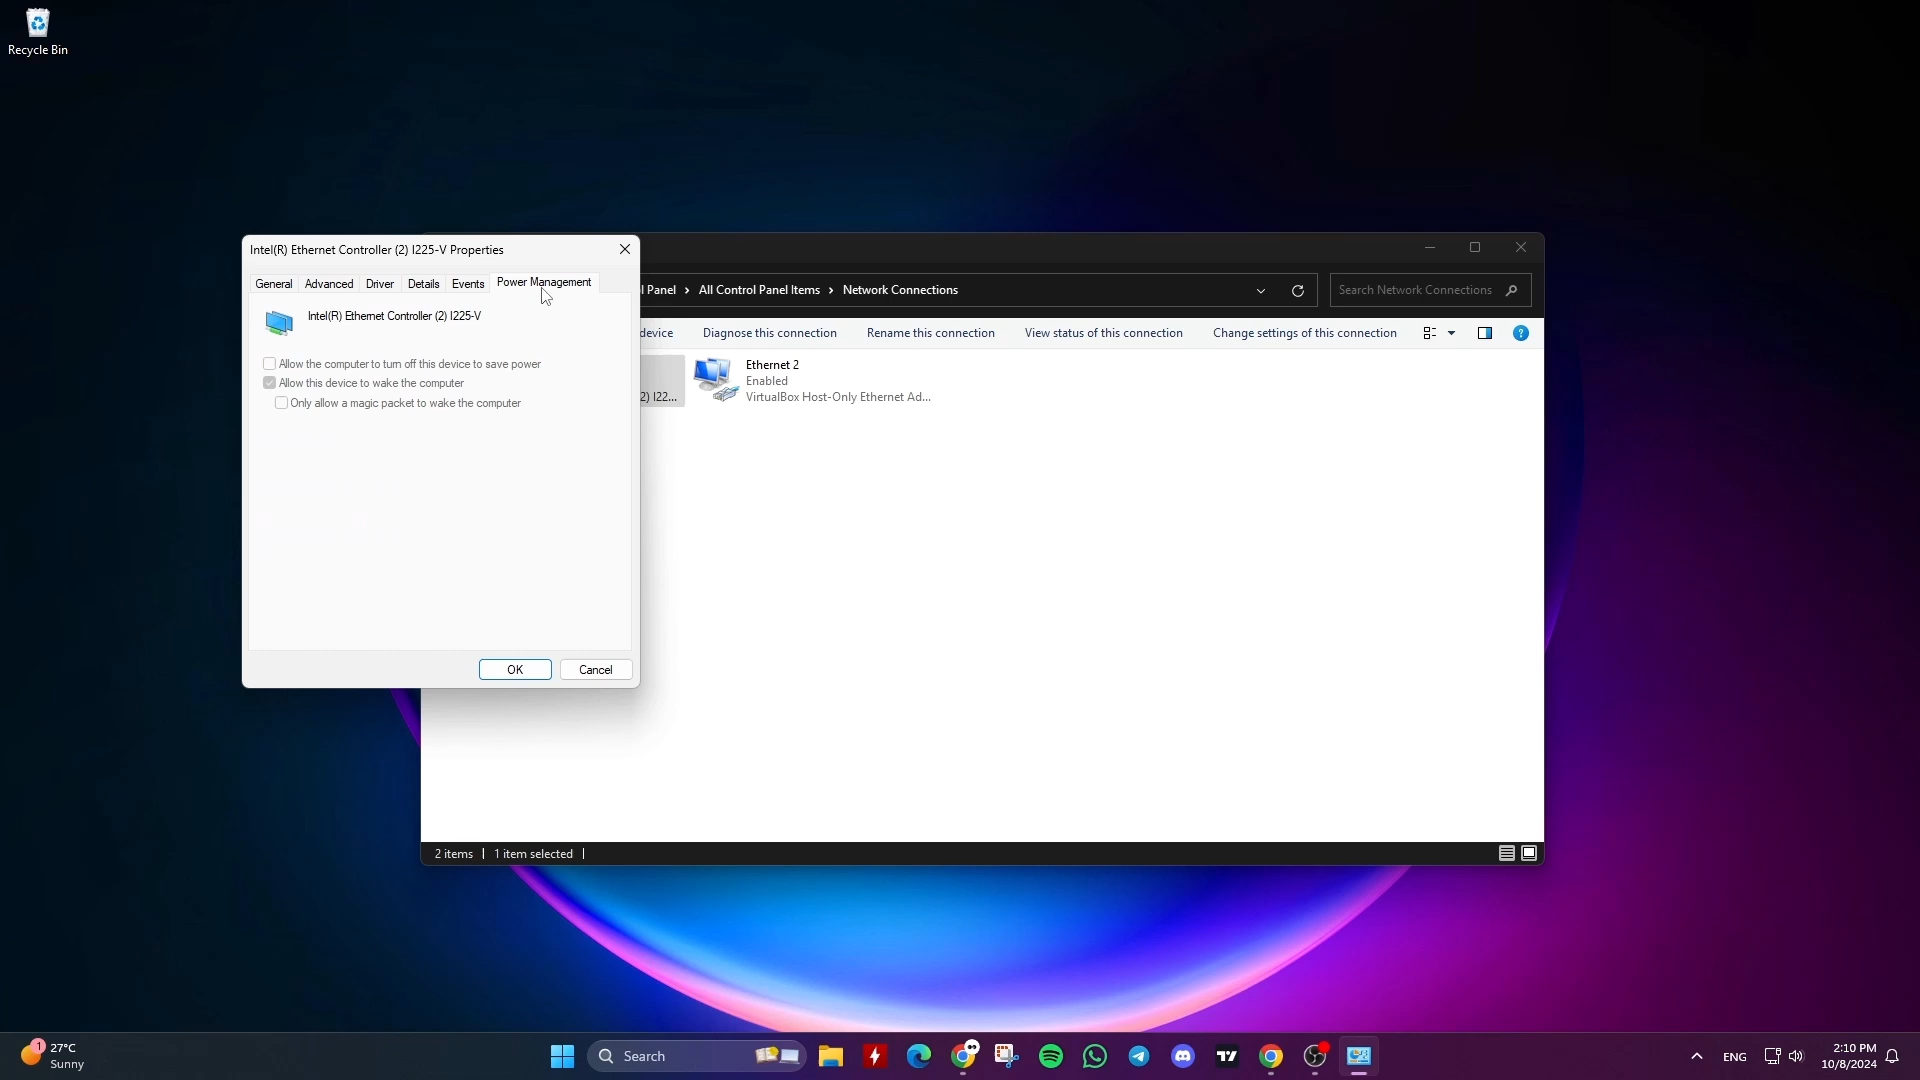 Recycle Bin
Intel(R) Ethernet Controller (2) I225-V Properties
General Advanced Driver Details Events Power Management
Intel(R) Ethernet Controller (2) I225-V
Allow the computer to turn off this device to save power
Allow this device to wake the computer
Only allow a magic packet to wake the computer
OK Cancel
l Panel › All Control Panel Items › Network Connections
Search Network Connections
device Diagnose this connection Rename this connection View status of this connection Change settings of this connection
2) I22...
Ethernet 2
Enabled
VirtualBox Host-Only Ethernet Ad...
2 items 1 item selected
1
27°C
Sunny
Search
ENG
2:10 PM
10/8/2024